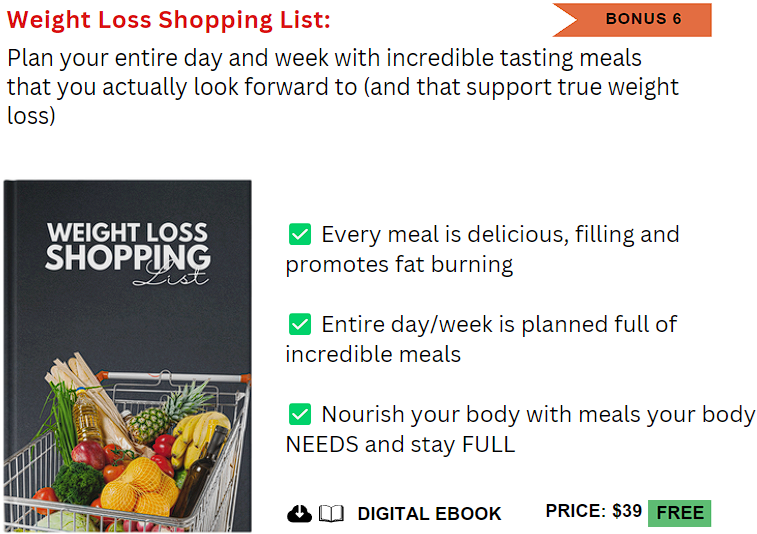 Weight Loss Shopping List:
BONUS 6
Plan your entire day and week with incredible tasting meals
that you actually look forward to (and that support true weight
loss)
WEIGHT LOSS
SHOPPING
List
✅ Every meal is delicious, filling and
promotes fat burning
✅ Entire day/week is planned full of
incredible meals
✅ Nourish your body with meals your body
NEEDS and stay FULL
DIGITAL EBOOK
PRICE: $39 FREE